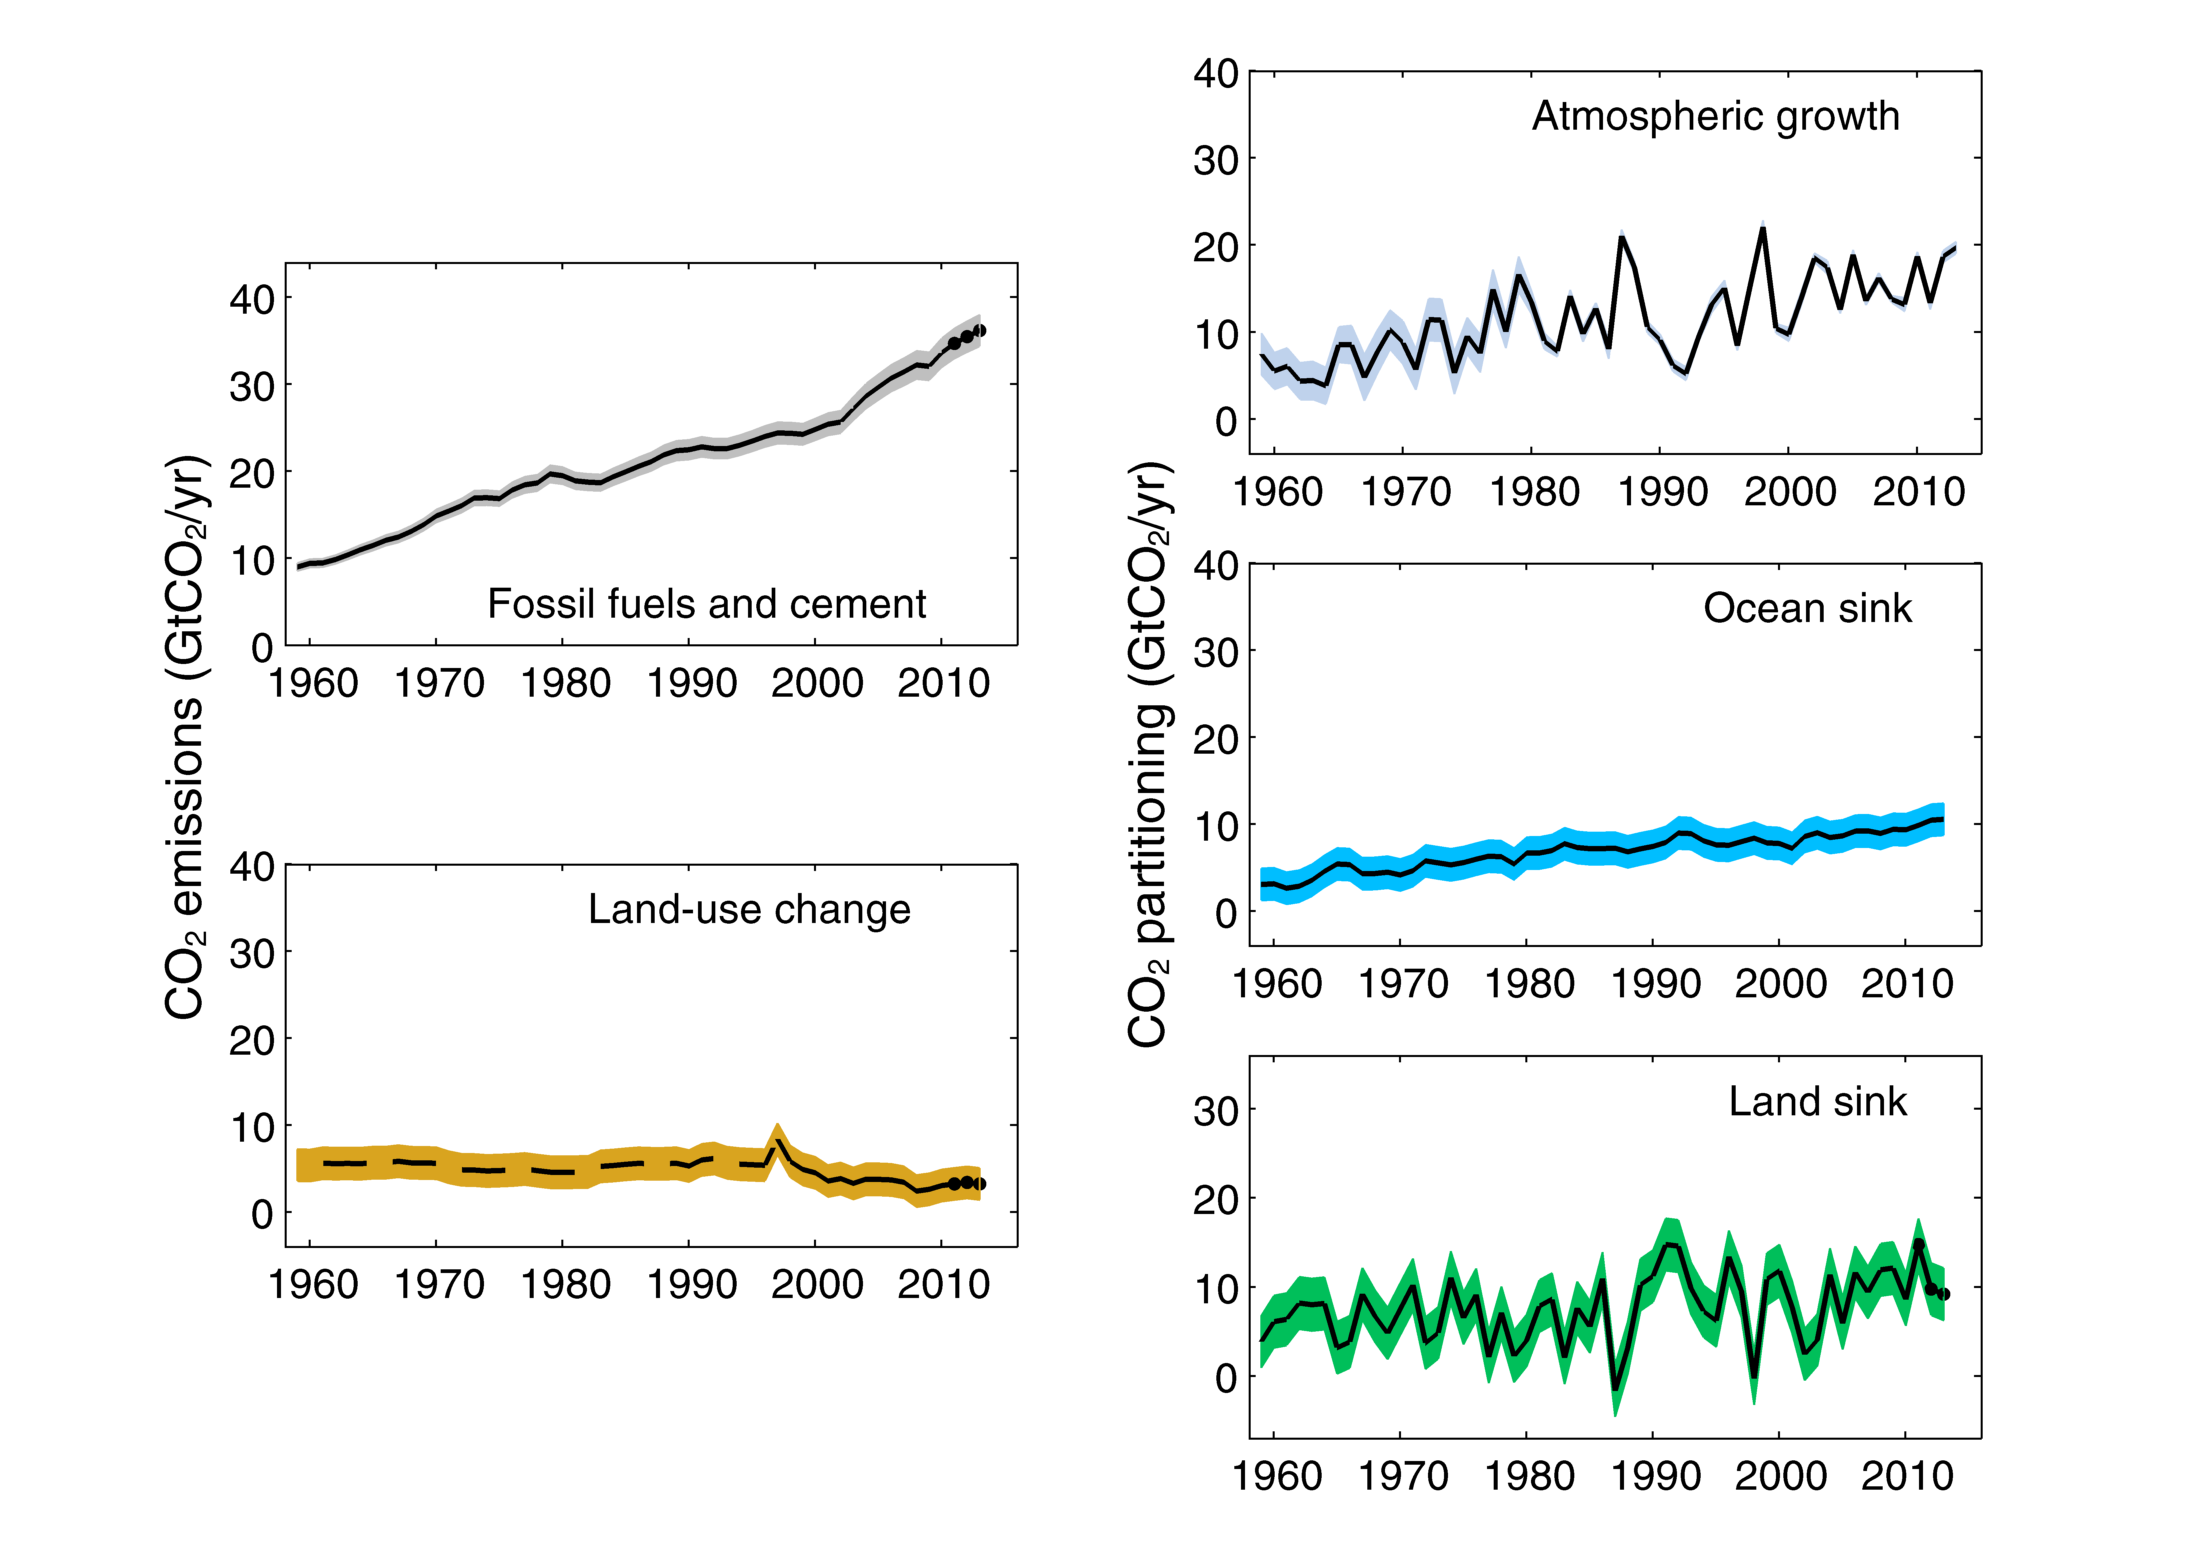 CO₂ emissions (GtCO₂/yr)
40
30
20
10
0
Fossil fuels and cement
1960 1970 1980 1990 2000 2010
40
30
20
10
0
Land-use change
1960 1970 1980 1990 2000 2010
CO₂ partitioning (GtCO₂/yr)
40
30
20
10
0
Atmospheric growth
1960 1970 1980 1990 2000 2010
40
30
20
10
0
Ocean sink
1960 1970 1980 1990 2000 2010
30
20
10
0
Land sink
1960 1970 1980 1990 2000 2010